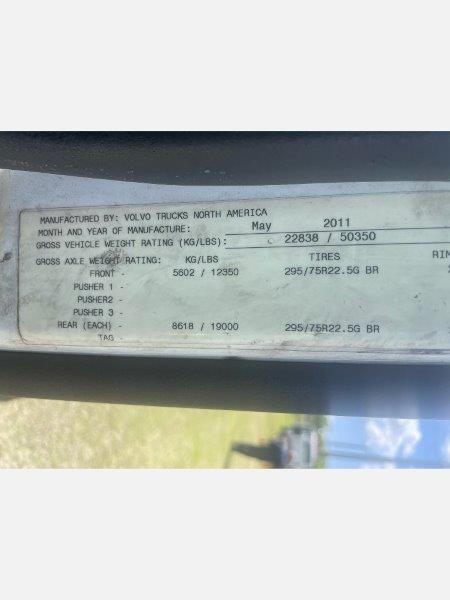 MANUFACTURED BY: VOLVO TRUCKS NORTH AMERICA
MONTH AND YEAR OF MANUFACTURE: May 2011
GROSS VEHICLE WEIGHT RATING (KG/LBS): 22838 / 50350
GROSS AXLE WEIGHT RATING: KG/LBS TIRES
FRONT - 5602 / 12350 295/75R22.5G BR
PUSHER 1 -
PUSHER2 -
PUSHER 3 -
REAR (EACH) - 8618 / 19000 295/75R22.5G BR
TAG -